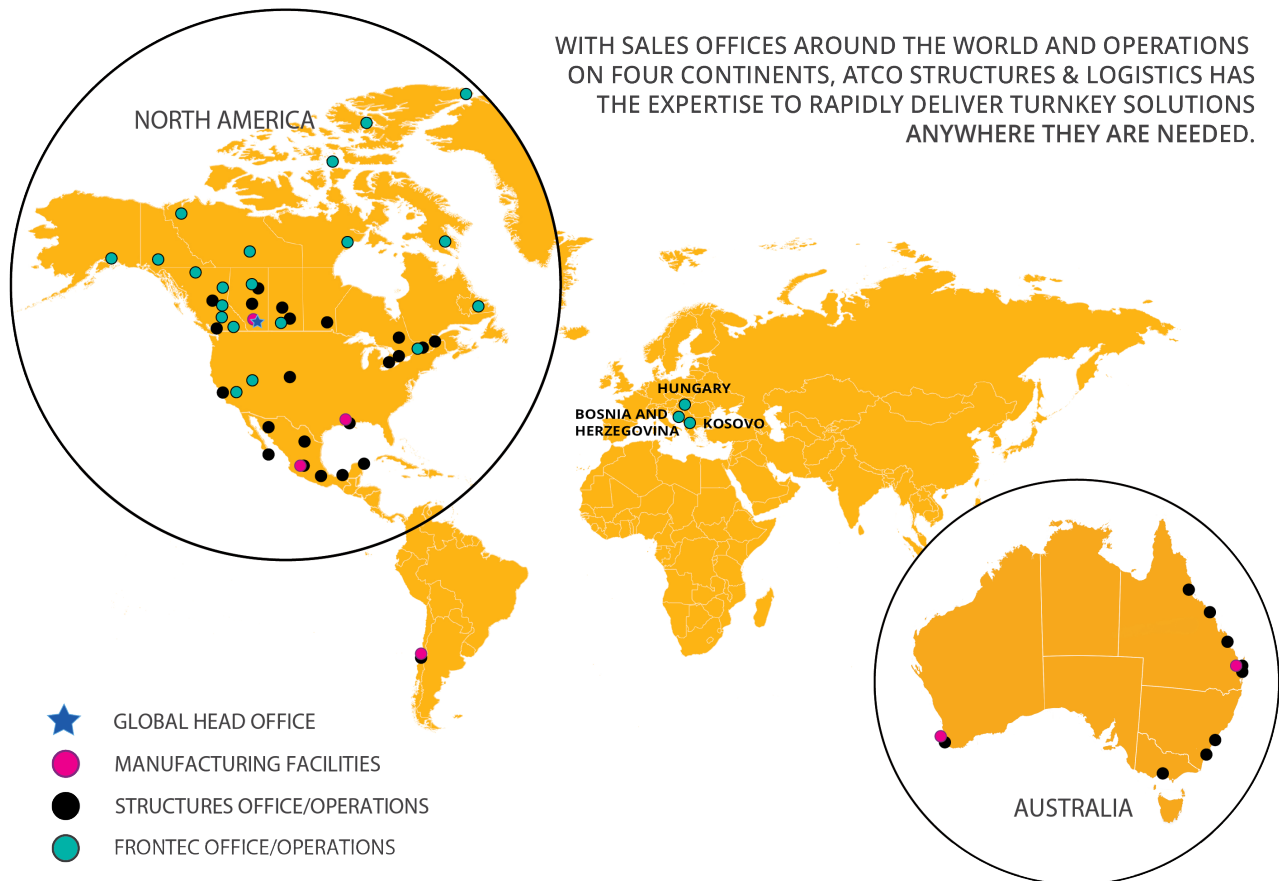 WITH SALES OFFICES AROUND THE WORLD AND OPERATIONS
ON FOUR CONTINENTS, ATCO STRUCTURES & LOGISTICS HAS
THE EXPERTISE TO RAPIDLY DELIVER TURNKEY SOLUTIONS
ANYWHERE THEY ARE NEEDED.
NORTH AMERICA
HUNGARY
BOSNIA AND
HERZEGOVINA
KOSOVO
GLOBAL HEAD OFFICE
MANUFACTURING FACILITIES
STRUCTURES OFFICE/OPERATIONS
FRONTEC OFFICE/OPERATIONS
AUSTRALIA